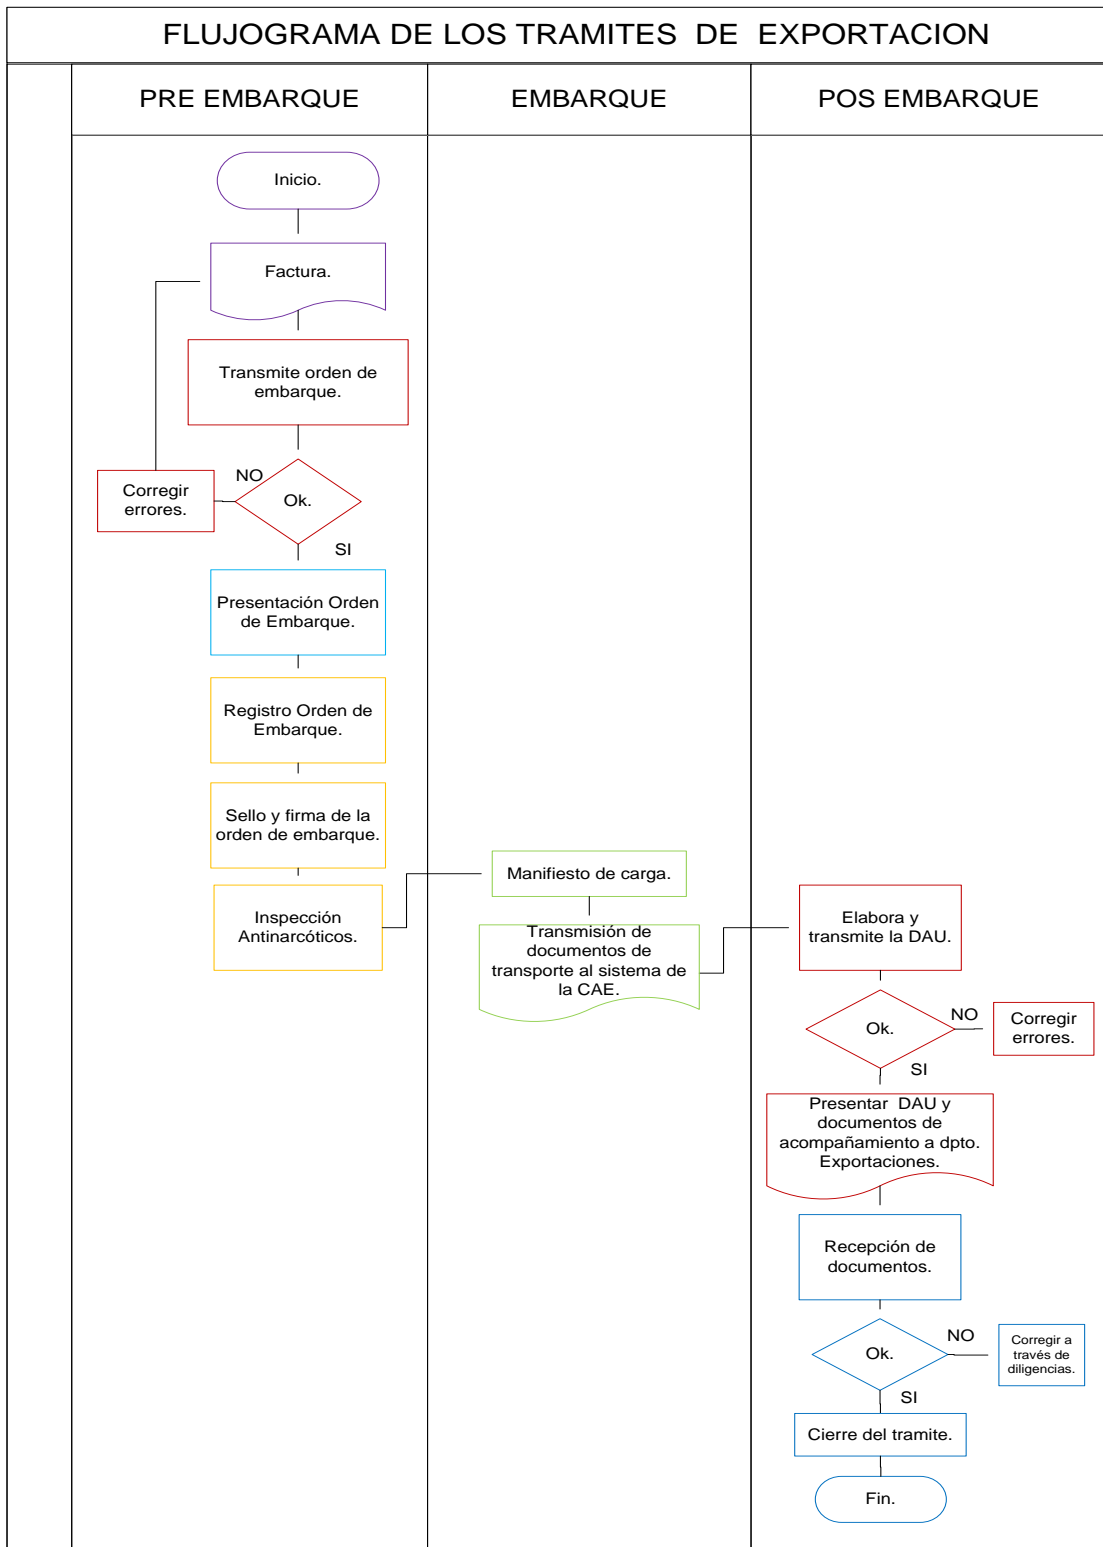 FLUJOGRAMA DE LOS TRAMITES DE EXPORTACION
PRE EMBARQUE
EMBARQUE
POS EMBARQUE
Inicio.
Factura.
Transmite orden de
embarque.
NO
Corregir
errores.
Ok.
SI
Presentación Orden
de Embarque.
Registro Orden de
Embarque.
Sello y firma de la
orden de embarque.
Inspección
Antinarcóticos.
Manifiesto de carga.
Transmisión de
documentos de
transporte al sistema de
la CAE.
Elabora y
transmite la DAU.
Ok.
NO
Corregir
errores.
SI
Presentar DAU y
documentos de
acompañamiento a dpto.
Exportaciones.
Recepción de
documentos.
Ok.
NO
Corregir a
través de
diligencias.
SI
Cierre del tramite.
Fin.